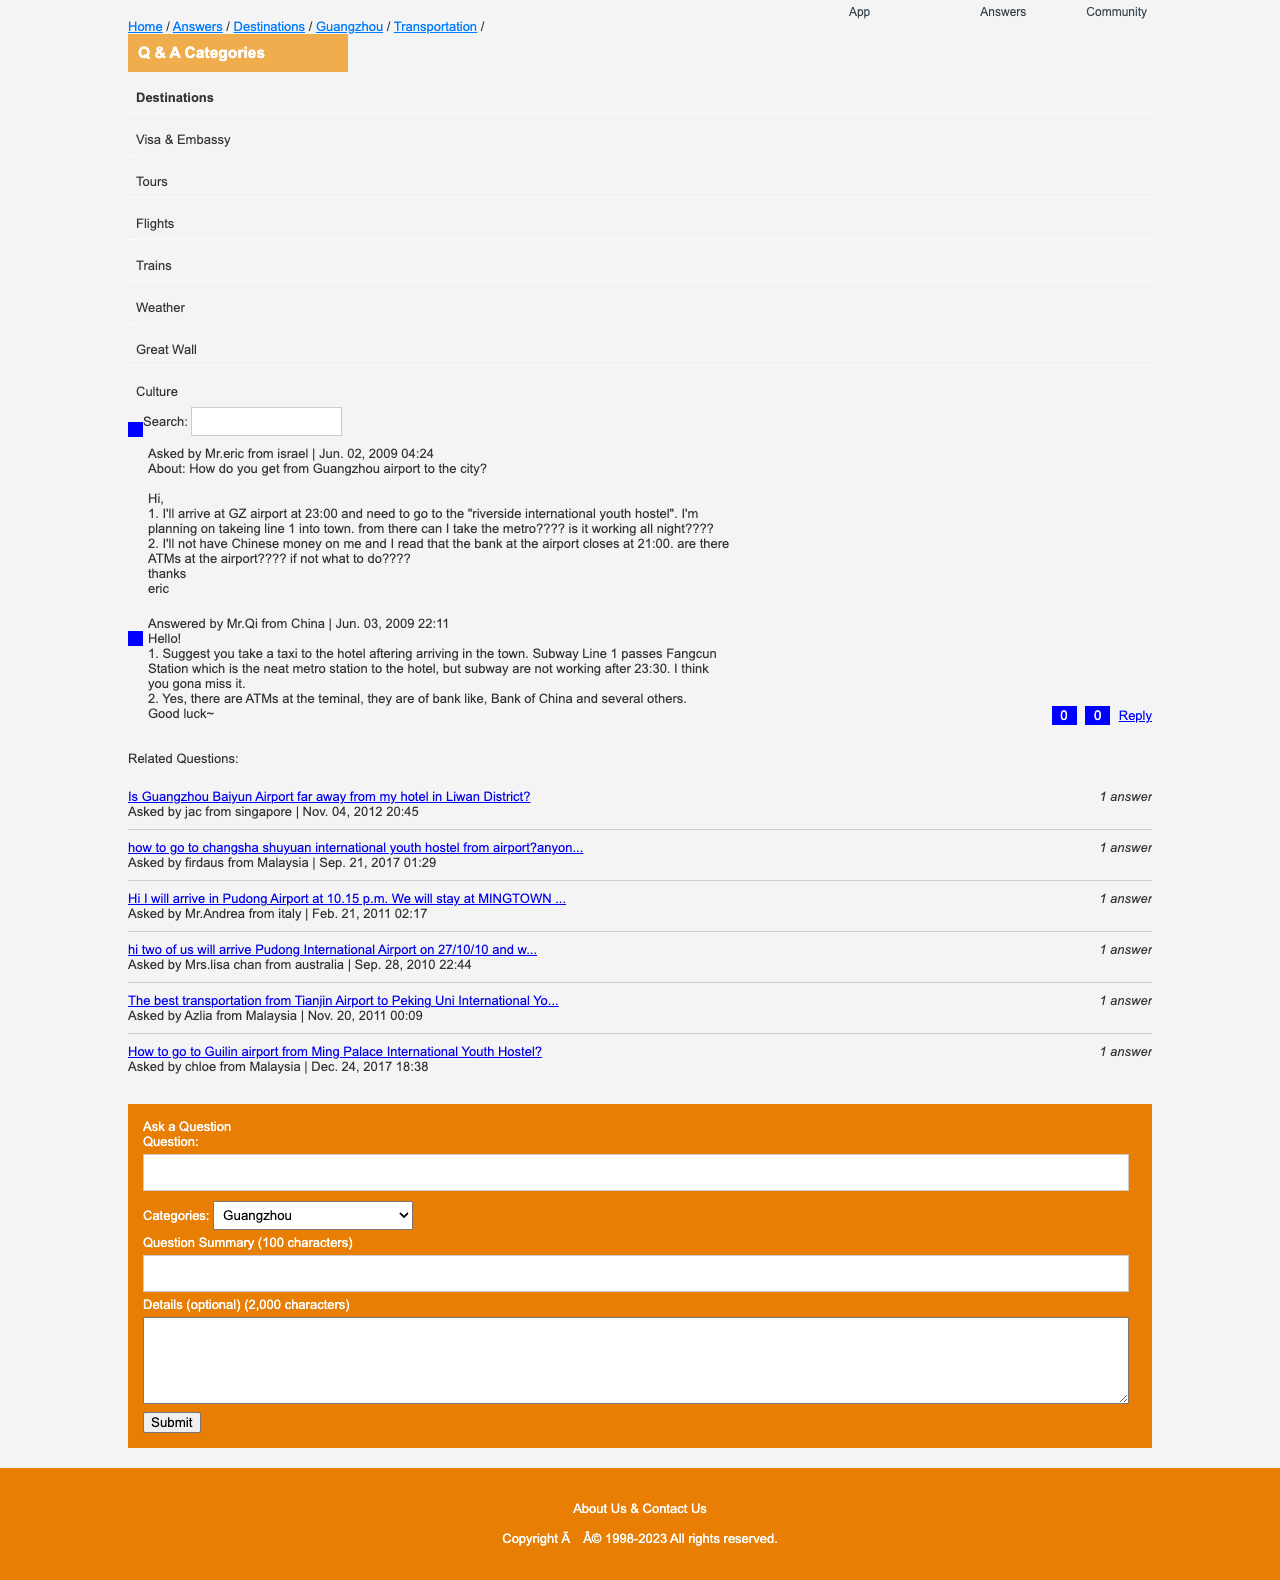 App Answers Community
Home / Answers / Destinations / Guangzhou / Transportation /
Q & A Categories
Destinations
Visa & Embassy
Tours
Flights
Trains
Weather
Great Wall
Culture
Search:
Asked by Mr.eric from israel | Jun. 02, 2009 04:24
About: How do you get from Guangzhou airport to the city?
Hi,
1. I'll arrive at GZ airport at 23:00 and need to go to the "riverside international youth hostel". I'm
planning on takeing line 1 into town. from there can I take the metro???? is it working all night????
2. I'll not have Chinese money on me and I read that the bank at the airport closes at 21:00. are there
ATMs at the airport???? if not what to do????
thanks
eric
Answered by Mr.Qi from China | Jun. 03, 2009 22:11
Hello!
1. Suggest you take a taxi to the hotel aftering arriving in the town. Subway Line 1 passes Fangcun
Station which is the neat metro station to the hotel, but subway are not working after 23:30. I think
you gona miss it.
2. Yes, there are ATMs at the teminal, they are of bank like, Bank of China and several others.
Good luck~
0 0 Reply
Related Questions:
Is Guangzhou Baiyun Airport far away from my hotel in Liwan District? 1 answer
Asked by jac from singapore | Nov. 04, 2012 20:45
how to go to changsha shuyuan international youth hostel from airport?anyon... 1 answer
Asked by firdaus from Malaysia | Sep. 21, 2017 01:29
Hi I will arrive in Pudong Airport at 10.15 p.m. We will stay at MINGTOWN ... 1 answer
Asked by Mr.Andrea from italy | Feb. 21, 2011 02:17
hi two of us will arrive Pudong International Airport on 27/10/10 and w... 1 answer
Asked by Mrs.lisa chan from australia | Sep. 28, 2010 22:44
The best transportation from Tianjin Airport to Peking Uni International Yo... 1 answer
Asked by Azlia from Malaysia | Nov. 20, 2011 00:09
How to go to Guilin airport from Ming Palace International Youth Hostel? 1 answer
Asked by chloe from Malaysia | Dec. 24, 2017 18:38
Ask a Question
Question:
Categories: Guangzhou
Question Summary (100 characters)
Details (optional) (2,000 characters)
Submit
About Us & Contact Us
Copyright Ã Â© 1998-2023 All rights reserved.